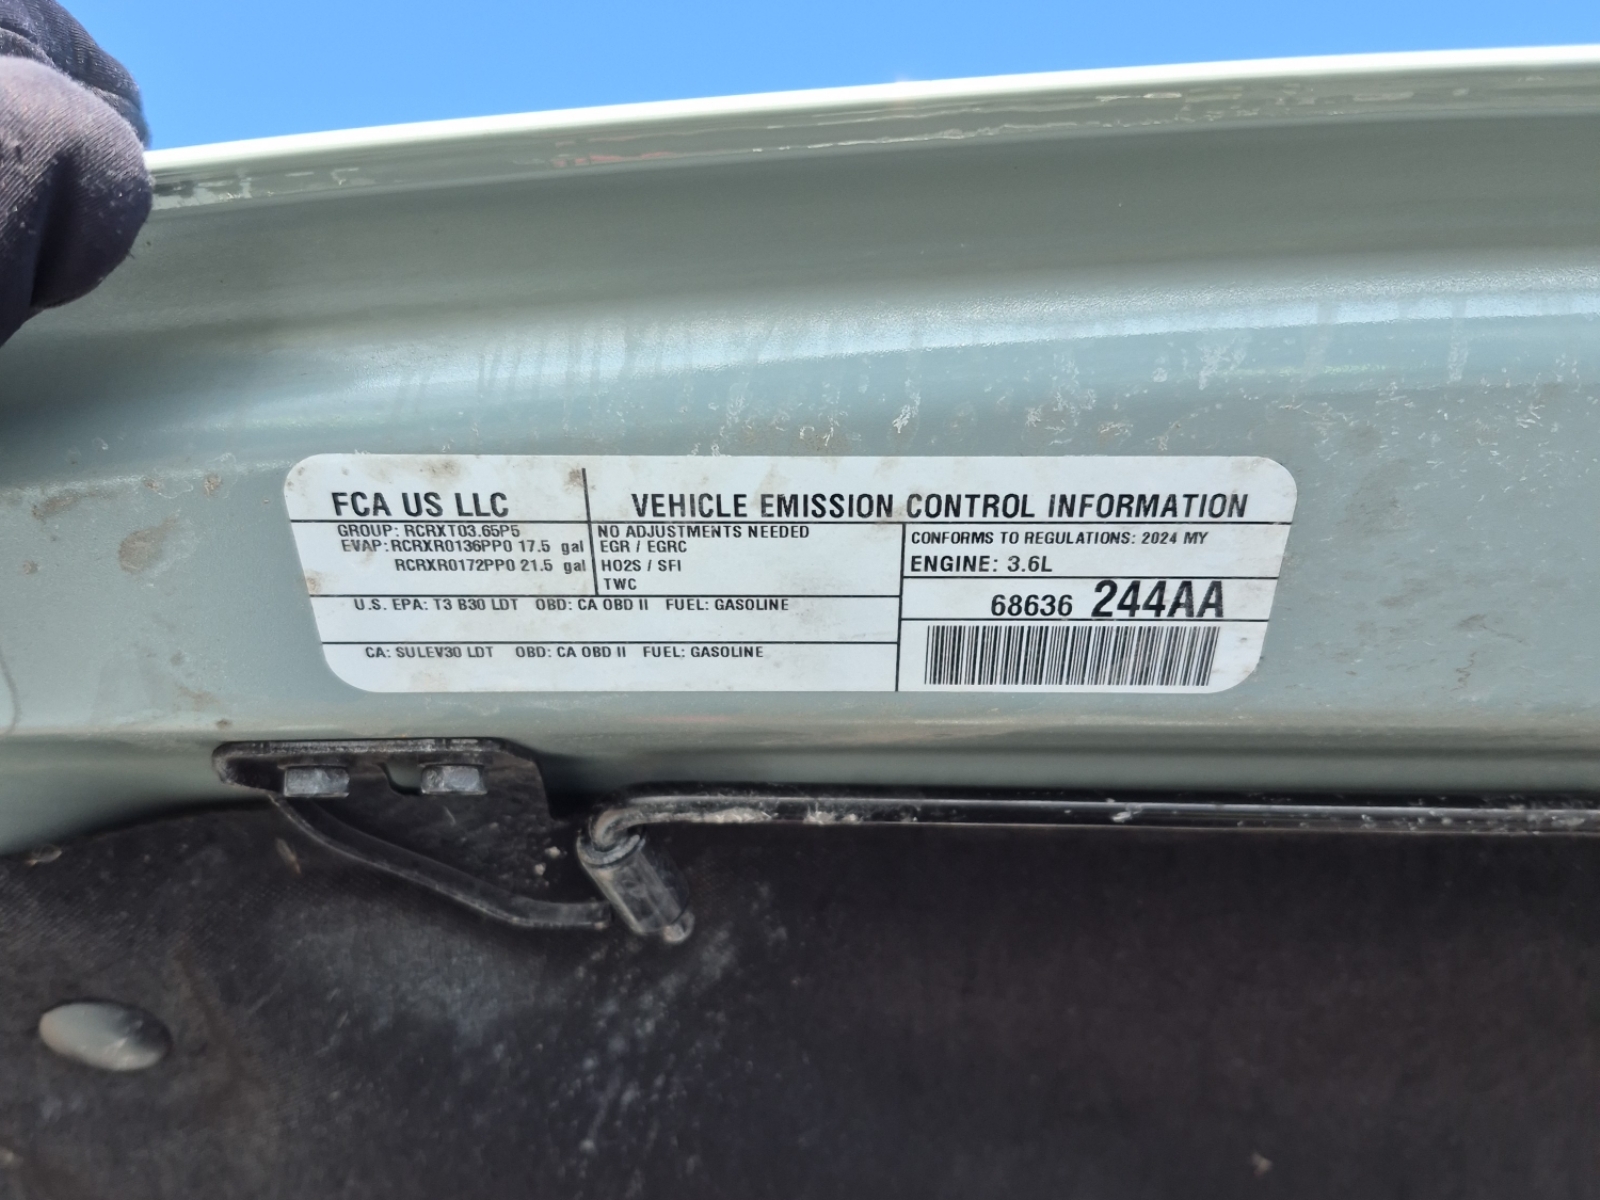 FCA US LLC
VEHICLE EMISSION CONTROL INFORMATION
GROUP: RCRXT03.65P5
EVAP: RCRXR0136PP0 17.5 gal
RCRXR0172PP0 21.5 gal
NO ADJUSTMENTS NEEDED
EGR / EGRC
HO2S / SFI
TWC
CONFORMS TO REGULATIONS: 2024 MY
ENGINE: 3.6L
68636 244AA
U.S. EPA: T3 B30 LDT OBD: CA OBD II FUEL: GASOLINE
CA: SULEV30 LDT OBD: CA OBD II FUEL: GASOLINE